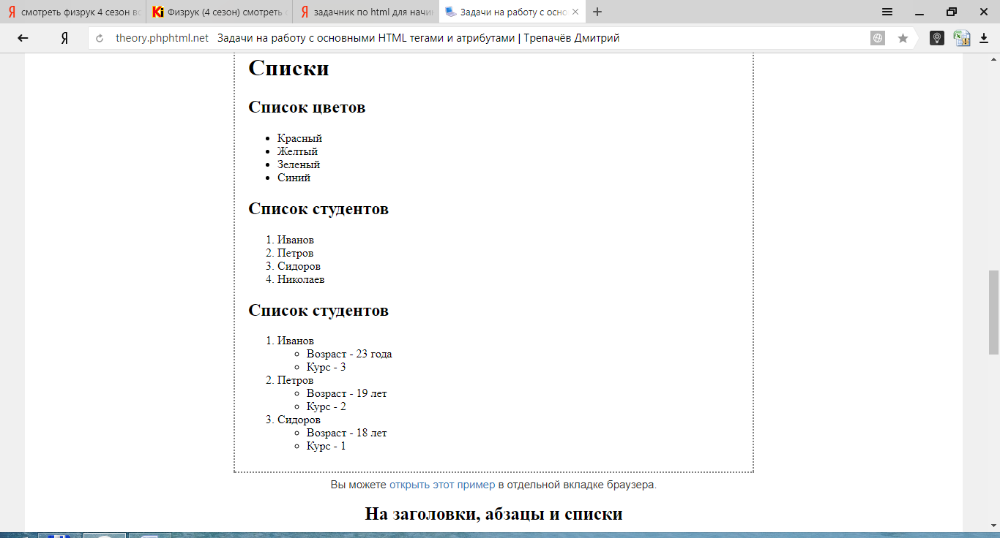 смотреть физрук 4 сезон вс
Физрук (4 сезон) смотреть
задачник по html для начи
Задачи на работу с осно
theory.phphtml.net Задачи на работу с основными HTML тегами и атрибутами | Трепачёв Дмитрий
Списки
Список цветов
Красный
Желтый
Зеленый
Синий
Список студентов
1. Иванов
2. Петров
3. Сидоров
4. Николаев
Список студентов
1. Иванов
Возраст - 23 года
Курс - 3
2. Петров
Возраст - 19 лет
Курс - 2
3. Сидоров
Возраст - 18 лет
Курс - 1
Вы можете открыть этот пример в отдельной вкладке браузера.
На заголовки, абзацы и списки